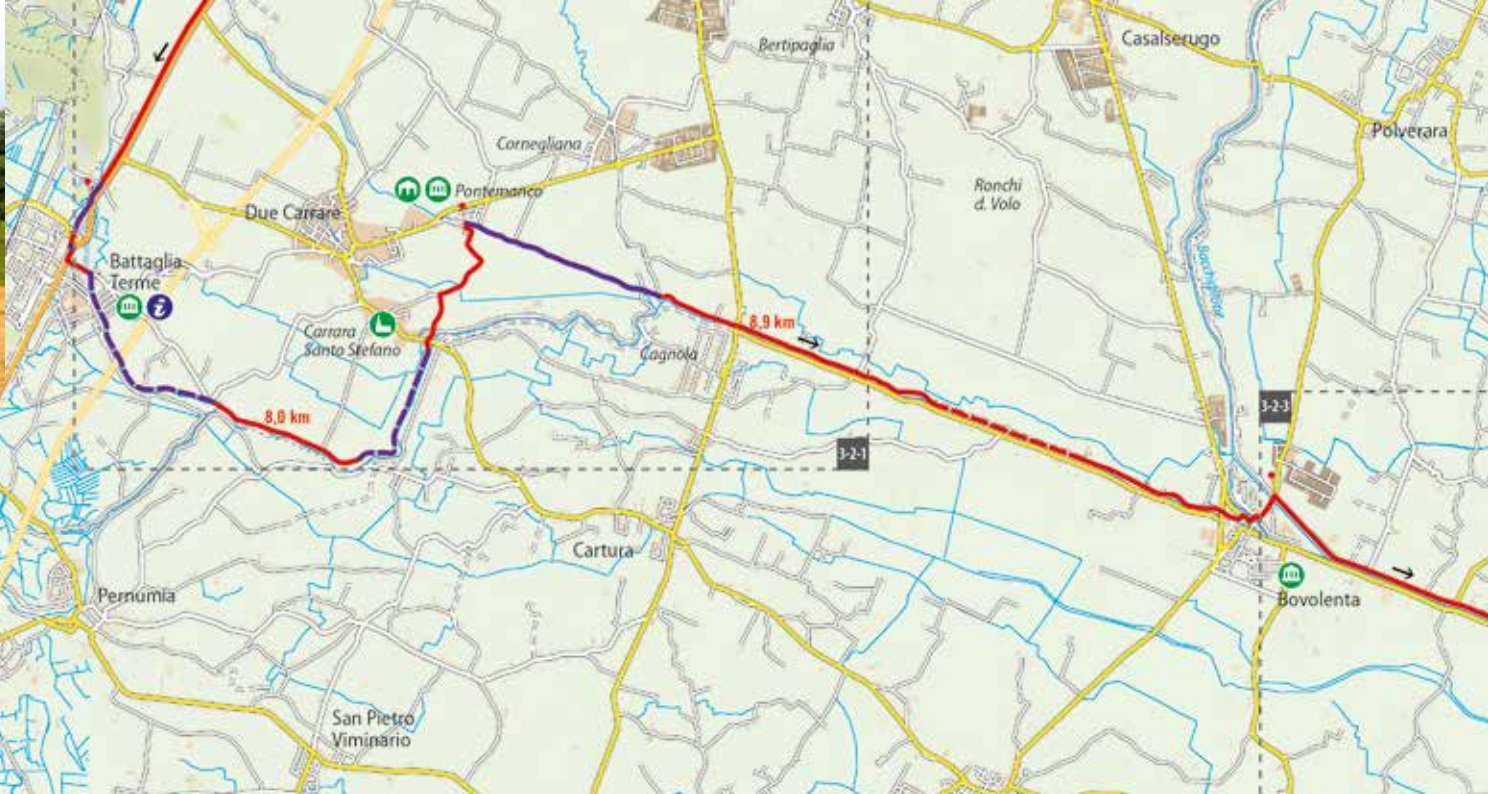 Bertipaglia
Casalserugo
Polverara
Cornegliana
Pontemanco
Ronchi
d. Volo
Due Carrare
Battaglia
Terme
i
Bacchiglione
Carrara
Santo Stefano
8,9 km
Cagnola
8,0 km
3-2-1
3-2-3
Cartura
Pernumia
Bovolenta
San Pietro
Viminario